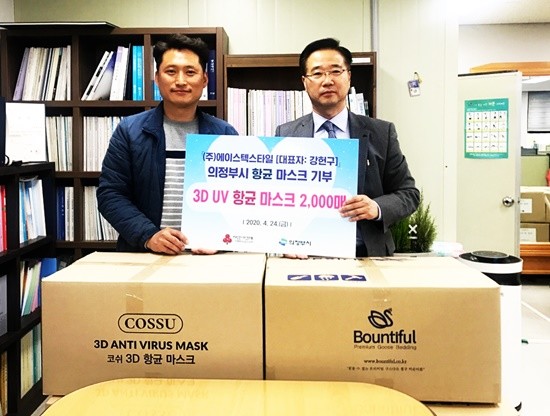 (주)에이스텍스타일 [대표자: 강현구]
의정부시 항균 마스크 기부
3D UV 항균 마스크 2,000매
| 2020. 4. 24.(금) |
의정부시
COSSU
3D ANTI VIRUS MASK
코쉬 3D 항균 마스크
Bountiful
Premium Goose Bedding
www.bountiful.co.kr